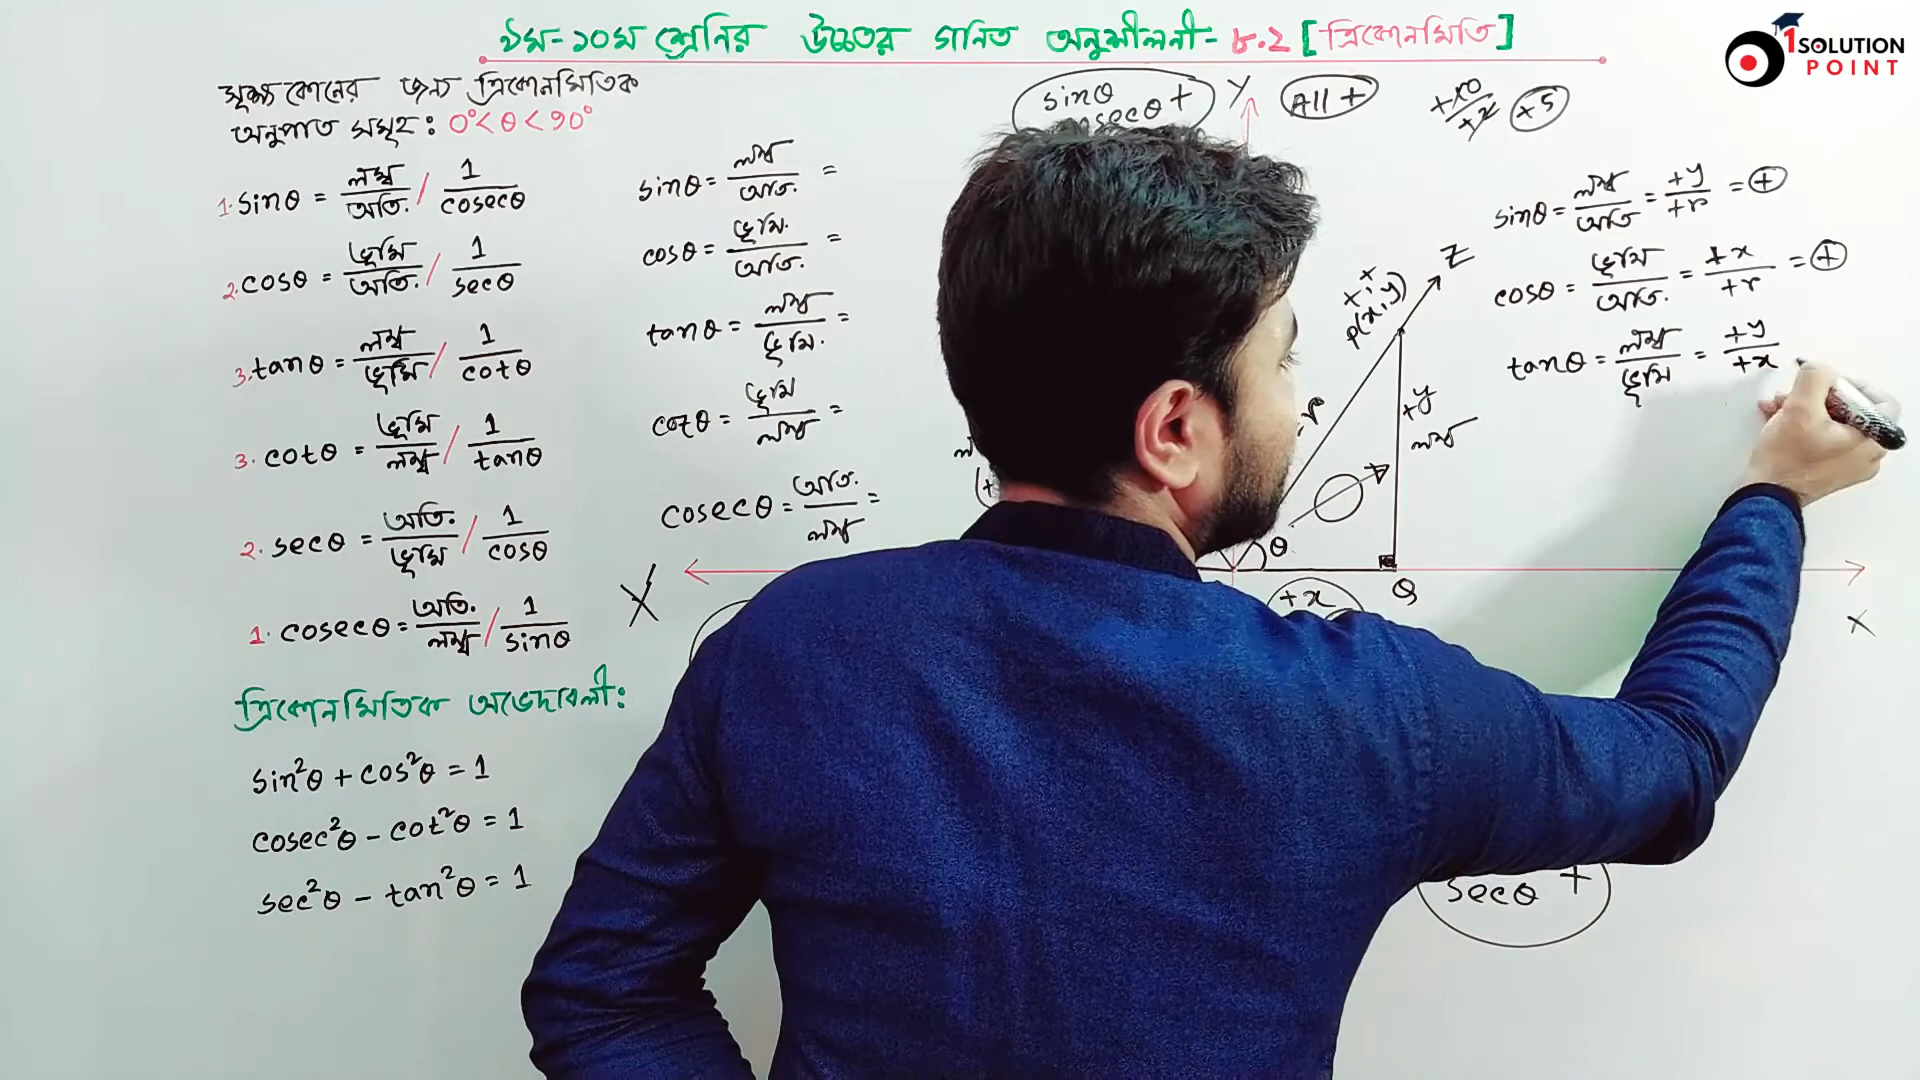 ৯ম-১০ম শ্রেনির উচ্চতর গনিত অনুশীলনী-৮.২ [ত্রিকোনমিতি]
1 SOLUTION POINT
সূক্ষ্ম কোনের জন্য ত্রিকোনমিতিক
অনুপাত সমূহ: 0°<θ<90°
1. sinθ = লম্ব/অতি. / 1/cosecθ
2. cosθ = ভূমি/অতি. / 1/secθ
3. tanθ = লম্ব/ভূমি / 1/cotθ
3. cotθ = ভূমি/লম্ব / 1/tanθ
2. secθ = অতি./ভূমি / 1/cosθ
1. cosecθ = অতি./লম্ব / 1/sinθ
ত্রিকোনমিতিক অভেদাবলী:
sin²θ + cos²θ = 1
cosec²θ - cot²θ = 1
sec²θ - tan²θ = 1
sinθ = লম্ব/অতি. =
cosθ = ভূমি./অতি. =
tanθ = লম্ব/ভূমি. =
cotθ = ভূমি/লম্ব =
cosecθ = অতি./লম্ব =
sinθ
+
Y
All +
+10/+2 +5
sinθ = লম্ব/অতি = +y/+r = +
cosθ = ভূমি/অতি. = +x/+r = +
tanθ = লম্ব/ভূমি = +y/+x
Z
P(x,y)
r
+y
লম্ব
θ
+x
Q
X
secθ +